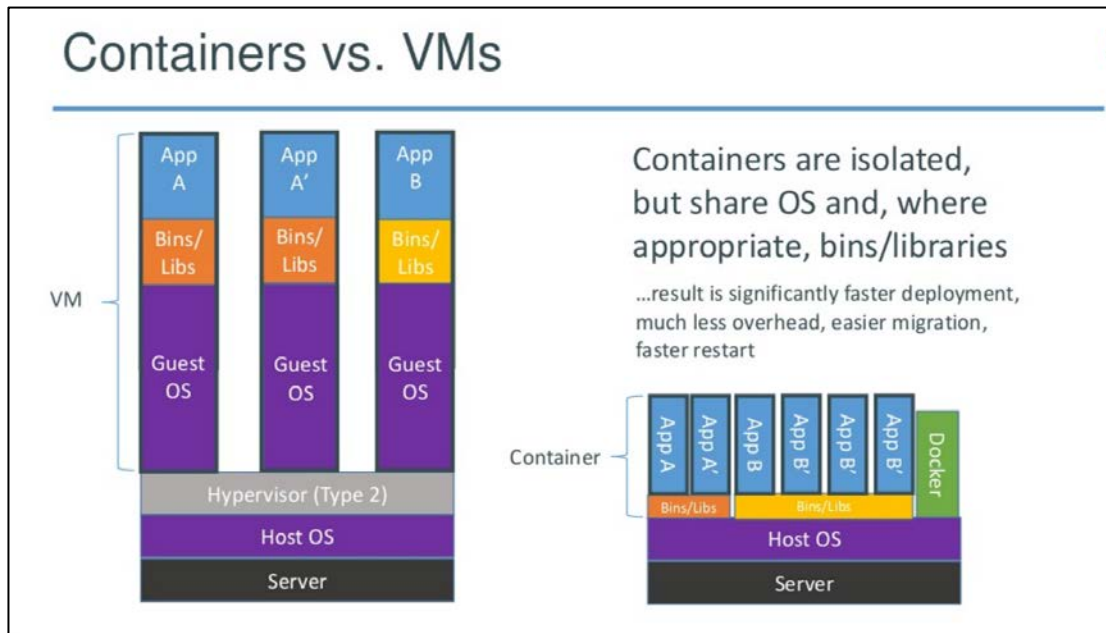 Containers vs. VMs
VM
App
A
Bins/
Libs
Guest
OS
App
A’
Bins/
Libs
Guest
OS
App
B
Bins/
Libs
Guest
OS
Hypervisor (Type 2)
Host OS
Server
Containers are isolated,
but share OS and, where
appropriate, bins/libraries
...result is significantly faster deployment,
much less overhead, easier migration,
faster restart
Container
App A
App A’
App B
App B’
App B’
App B’
Docker
Bins/Libs
Bins/Libs
Host OS
Server